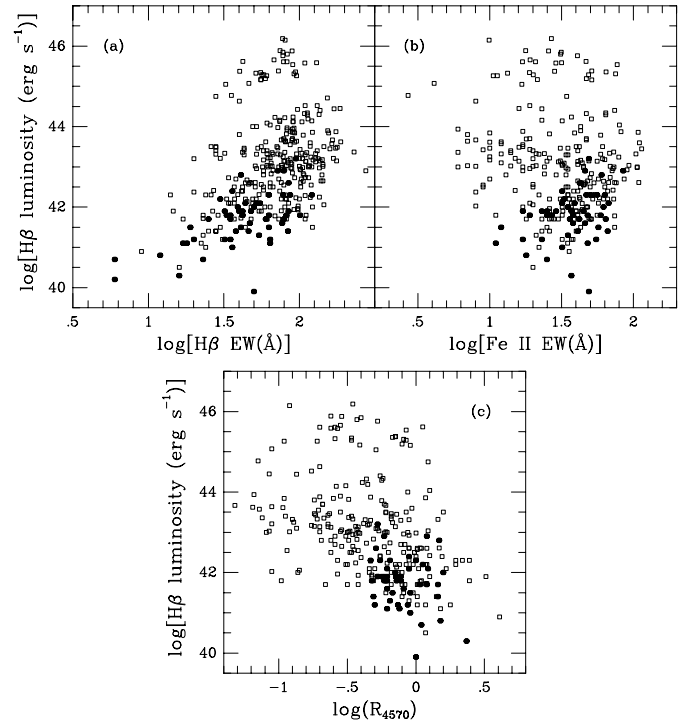 (a)
(b)
log[Hβ luminosity (erg s⁻¹)]
46
44
42
40
.5 1 1.5 2 .5 1 1.5 2
log[Hβ EW(Å)] log[Fe II EW(Å)]
(c)
log[Hβ luminosity (erg s⁻¹)]
46
44
42
40
−1 −.5 0 .5
log(R₄₅₇₀)